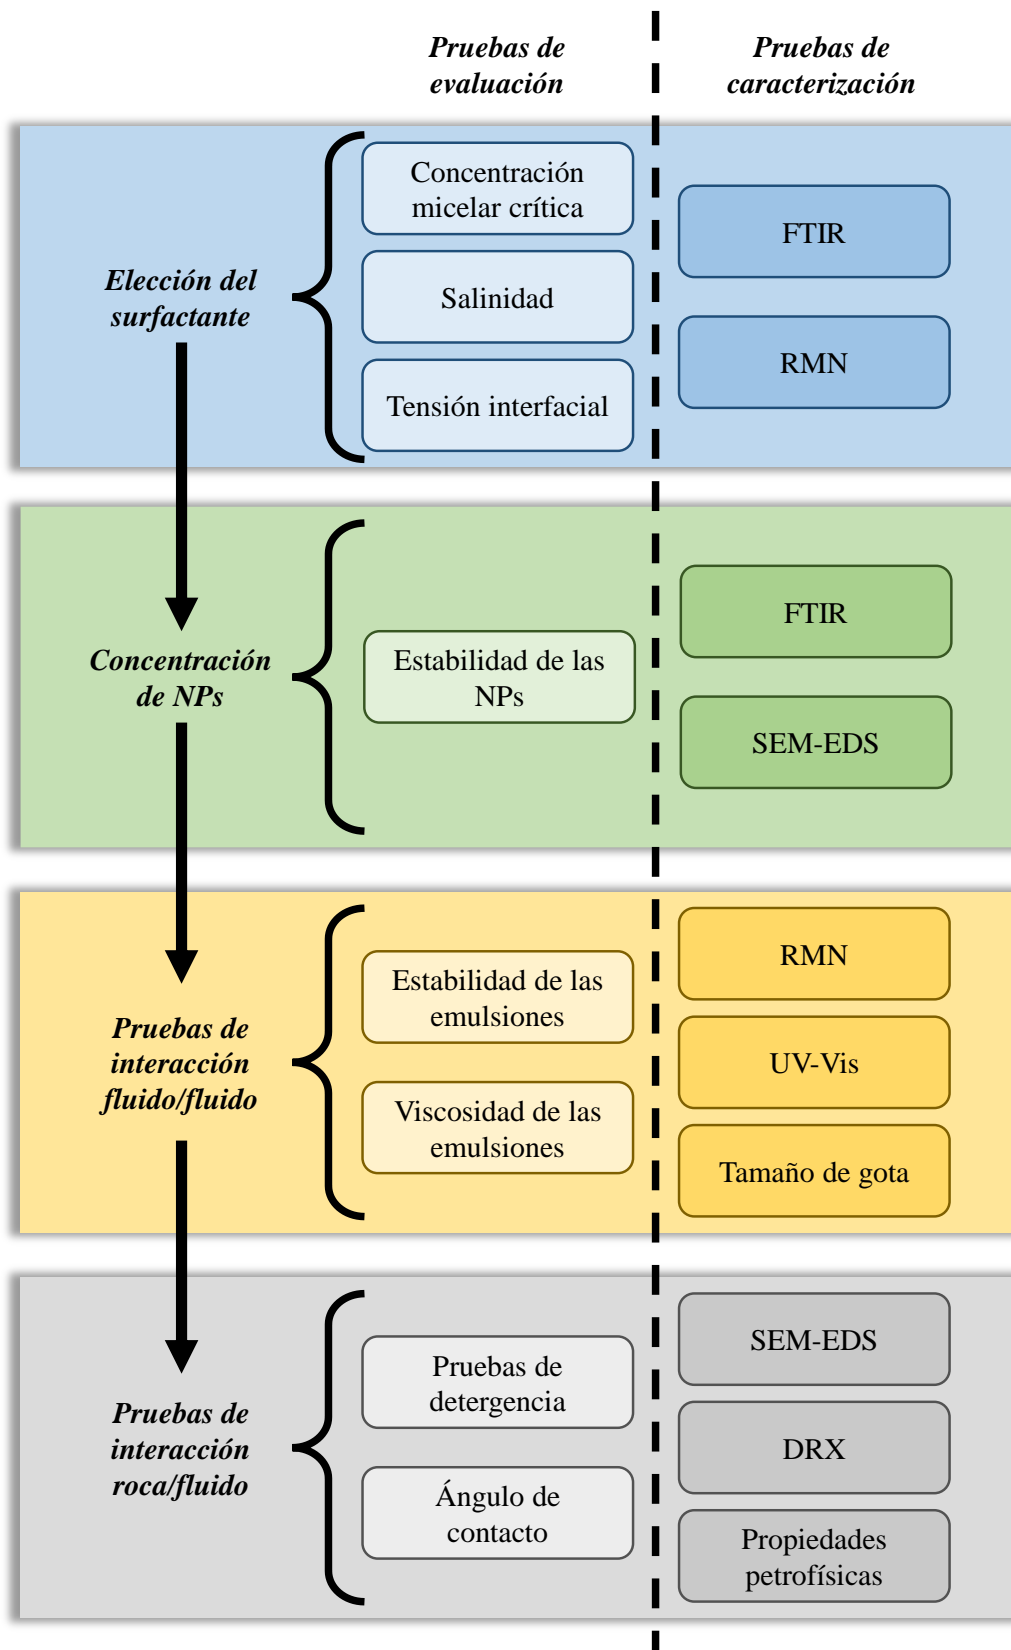 Pruebas de
evaluación
Pruebas de
caracterización
Elección del
surfactante
Concentración
micelar crítica
Salinidad
Tensión interfacial
FTIR
RMN
Concentración
de NPs
Estabilidad de las
NPs
FTIR
SEM-EDS
Pruebas de
interacción
fluido/fluido
Estabilidad de las
emulsiones
Viscosidad de las
emulsiones
RMN
UV-Vis
Tamaño de gota
Pruebas de
interacción
roca/fluido
Pruebas de
detergencia
Ángulo de
contacto
SEM-EDS
DRX
Propiedades
petrofísicas